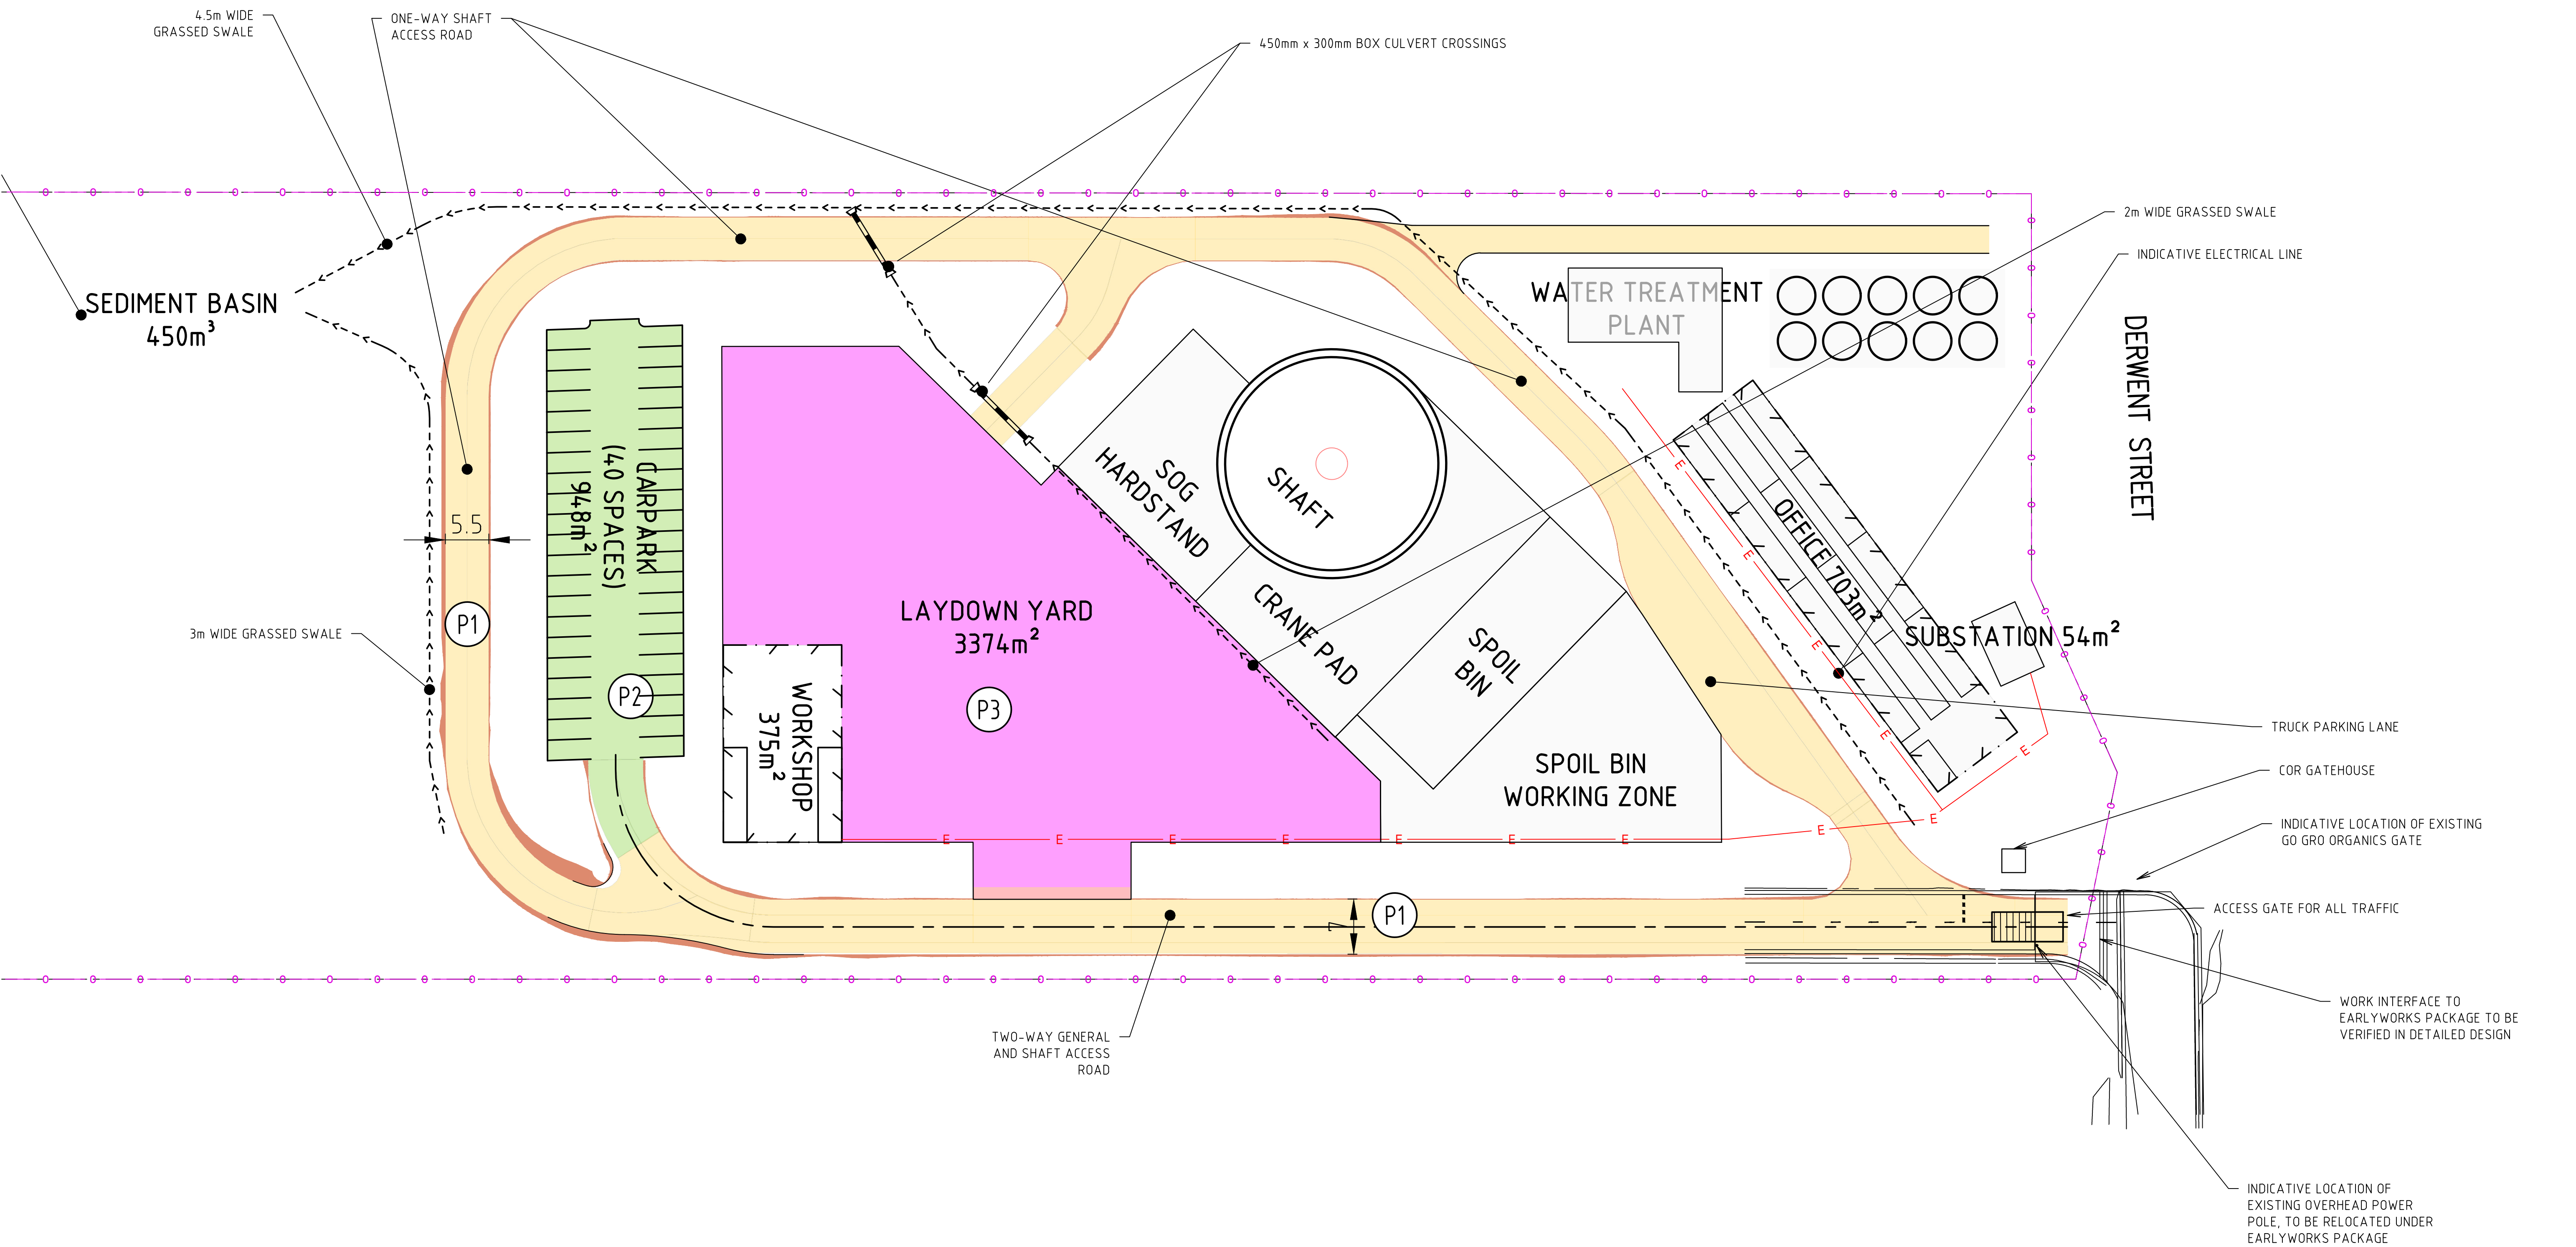 4.5m WIDE
GRASSED SWALE
ONE-WAY SHAFT
ACCESS ROAD
450mm x 300mm BOX CULVERT CROSSINGS
2m WIDE GRASSED SWALE
INDICATIVE ELECTRICAL LINE
SEDIMENT BASIN
450m³
WATER TREATMENT
PLANT
DERWENT STREET
CARPARK
(40 SPACES)
948m²
SOG
HARDSTAND
SHAFT
5.5
OFFICE 703m²
P1
LAYDOWN YARD
3374m²
CRANE PAD
SPOIL
BIN
SUBSTATION 54m²
3m WIDE GRASSED SWALE
P2
P3
WORKSHOP
375m²
TRUCK PARKING LANE
SPOIL BIN
WORKING ZONE
COR GATEHOUSE
INDICATIVE LOCATION OF EXISTING
GO GRO ORGANICS GATE
E E E E E E E E E
E E E E E E
P1
7
ACCESS GATE FOR ALL TRAFFIC
WORK INTERFACE TO
EARLYWORKS PACKAGE TO BE
VERIFIED IN DETAILED DESIGN
TWO-WAY GENERAL
AND SHAFT ACCESS
ROAD
INDICATIVE LOCATION OF
EXISTING OVERHEAD POWER
POLE, TO BE RELOCATED UNDER
EARLYWORKS PACKAGE